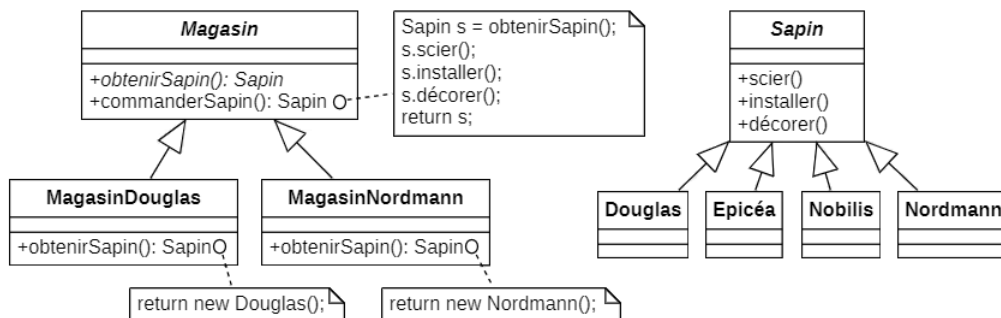 Magasin
+obtenirSapin(): Sapin
+commanderSapin(): Sapin
Sapin s = obtenirSapin();
s.scier();
s.installer();
s.décorer();
return s;
Sapin
+scier()
+installer()
+décorer()
MagasinDouglas
+obtenirSapin(): Sapin
MagasinNordmann
+obtenirSapin(): Sapin
Douglas
Epicéa
Nobilis
Nordmann
return new Douglas();
return new Nordmann();